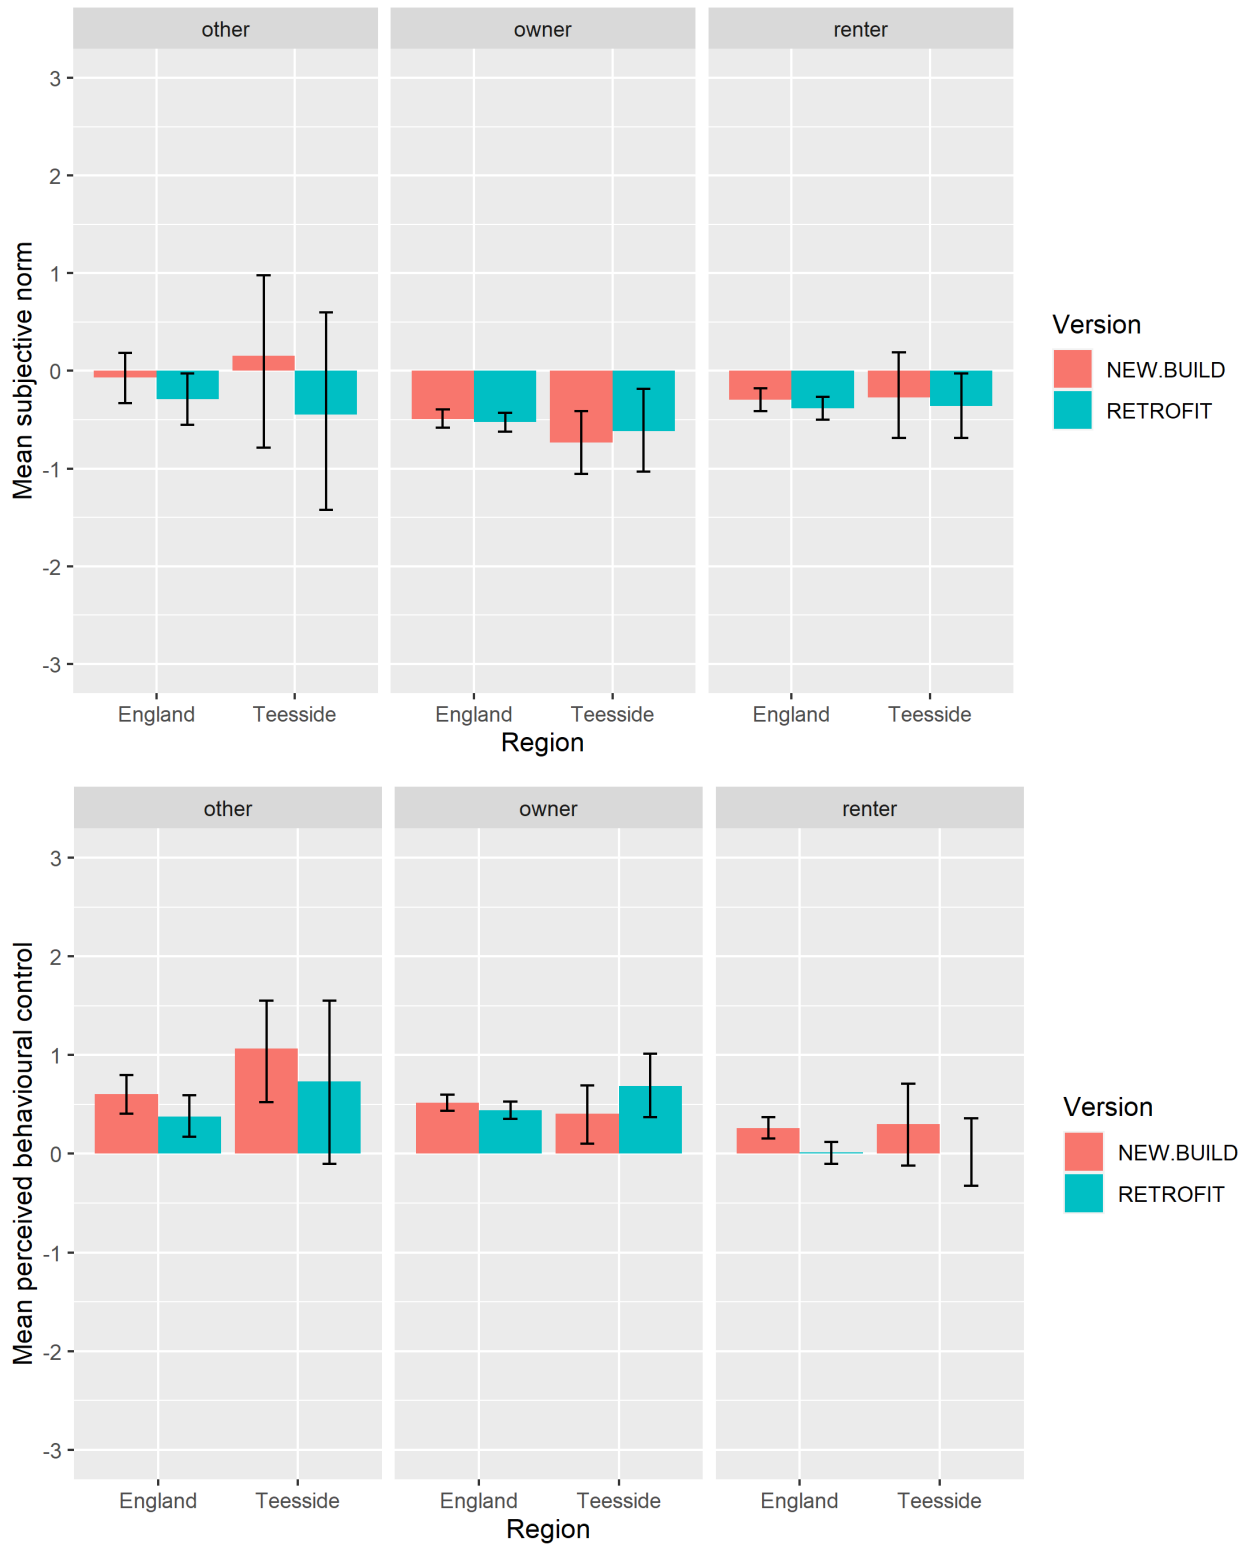 other owner renter
3
2
1
0
-1
-2
-3
Mean subjective norm
England Teesside England Teesside England Teesside
Region
Version
NEW.BUILD
RETROFIT
other owner renter
3
2
1
0
-1
-2
-3
Mean perceived behavioural control
England Teesside England Teesside England Teesside
Region
Version
NEW.BUILD
RETROFIT